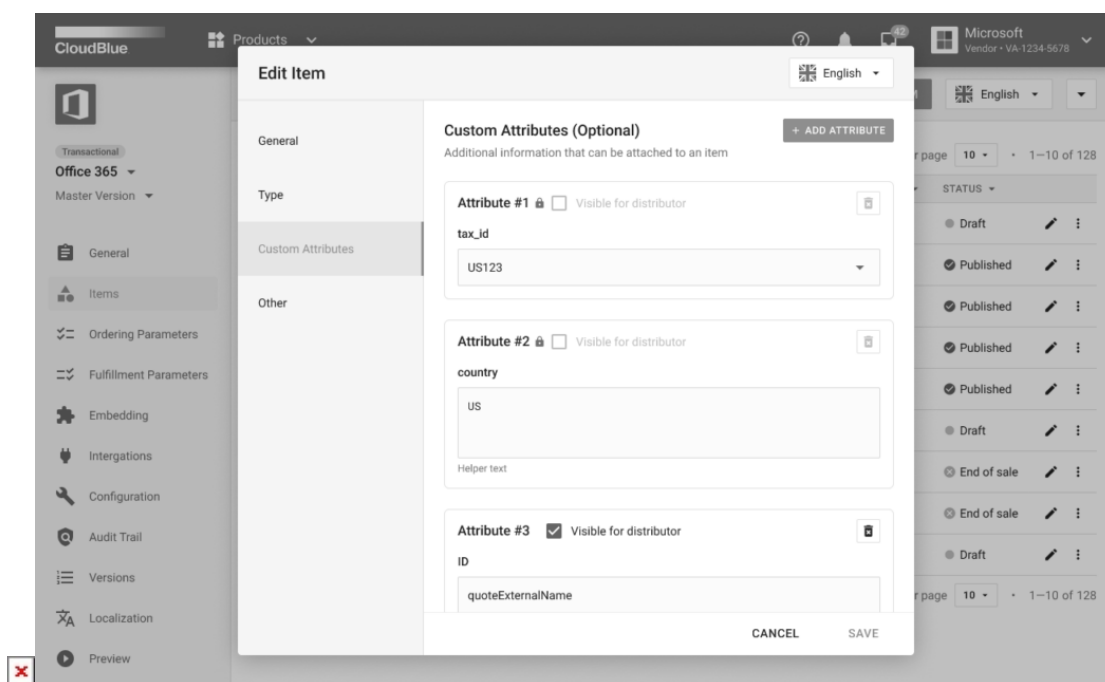 CloudBlue
Products
42
Microsoft
Vendor • VA-1234-5678
English
Transactional
Office 365
Master Version
General
Items
Ordering Parameters
Fulfillment Parameters
Embedding
Intergations
Configuration
Audit Trail
Versions
Localization
Preview
Edit Item
English
General
Type
Custom Attributes
Other
Custom Attributes (Optional)
+ ADD ATTRIBUTE
Additional information that can be attached to an item
Attribute #1 Visible for distributor
tax_id
US123
Attribute #2 Visible for distributor
country
US
Helper text
Attribute #3 Visible for distributor
ID
quoteExternalName
CANCEL SAVE
page 10 • 1–10 of 128
STATUS
Draft
Published
Published
Published
Published
Draft
End of sale
End of sale
Draft
page 10 • 1–10 of 128